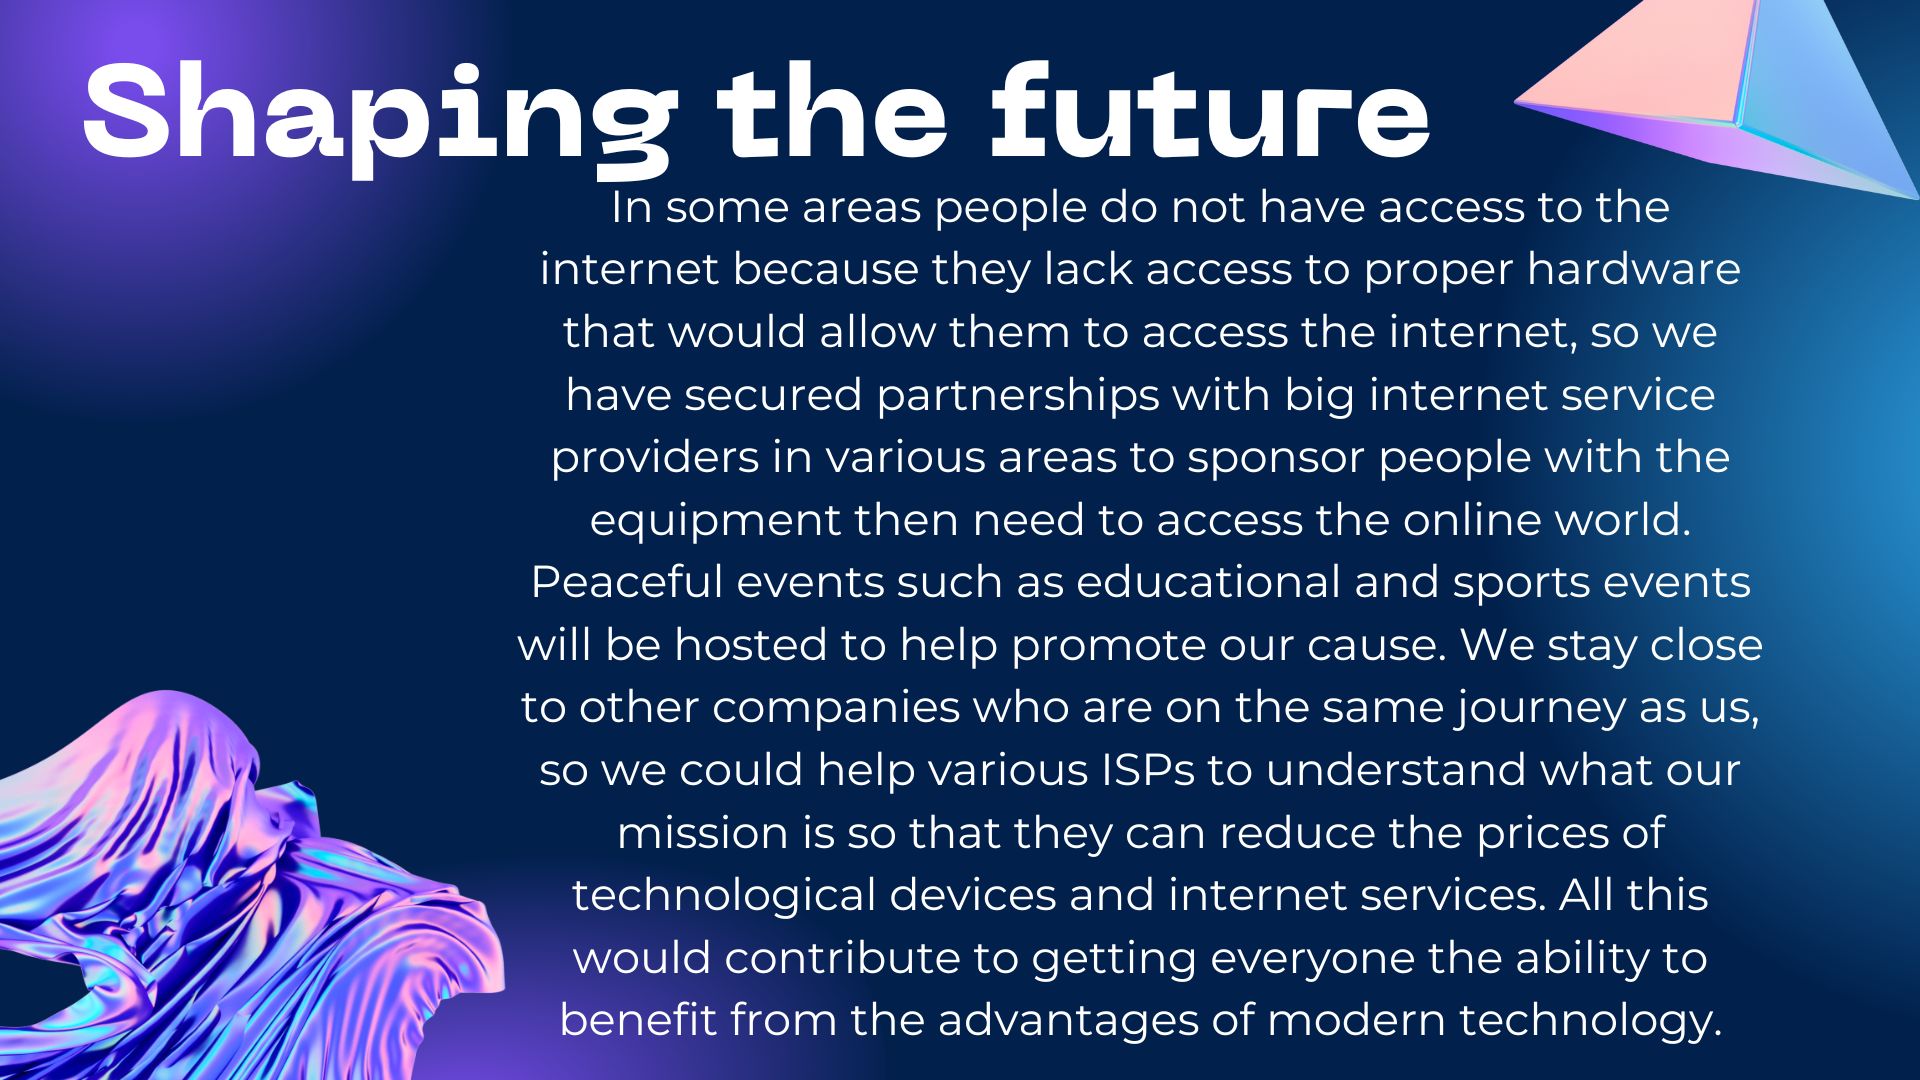 Shaping the future
In some areas people do not have access to the
internet because they lack access to proper hardware
that would allow them to access the internet, so we
have secured partnerships with big internet service
providers in various areas to sponsor people with the
equipment then need to access the online world.
Peaceful events such as educational and sports events
will be hosted to help promote our cause. We stay close
to other companies who are on the same journey as us,
so we could help various ISPs to understand what our
mission is so that they can reduce the prices of
technological devices and internet services. All this
would contribute to getting everyone the ability to
benefit from the advantages of modern technology.